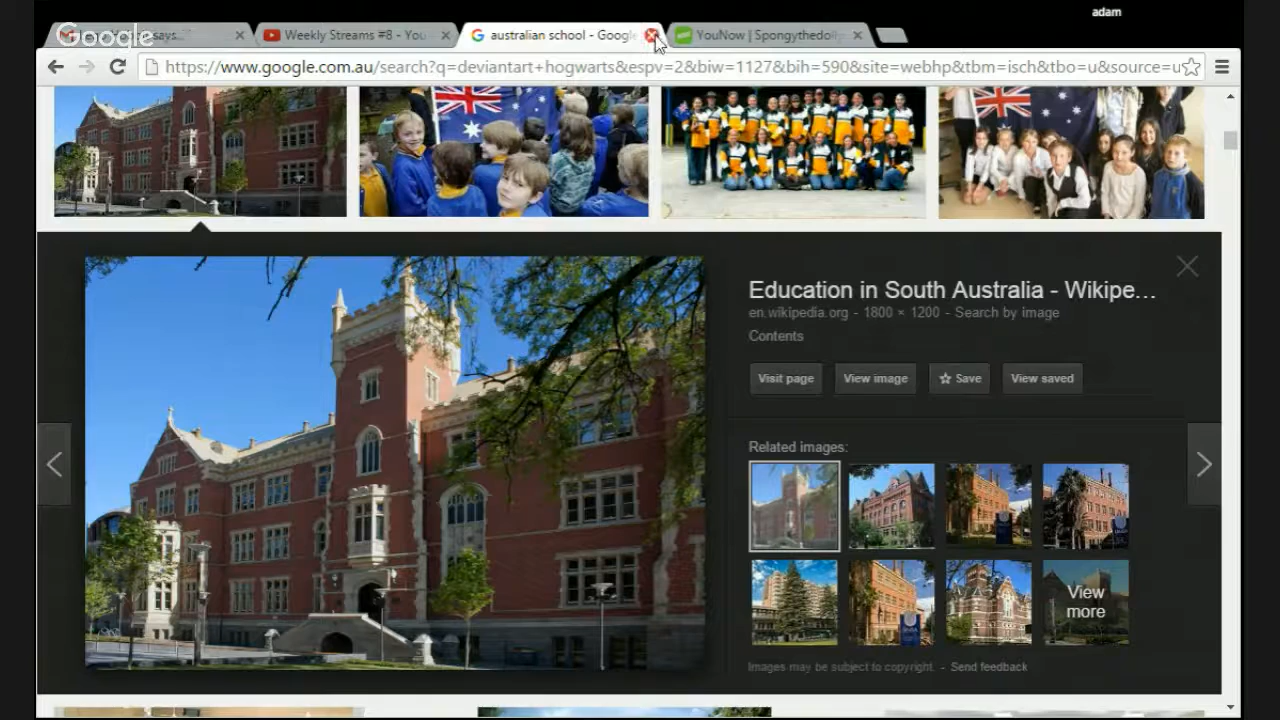 adam
Google
says...
Weekly Streams #8 - You
australian school - Google
YouNow | Spongythedoll
https://www.google.com.au/search?q=deviantart+hogwarts&espv=2&biw=1127&bih=590&site=webhp&tbm=isch&tbo=u&source=u
Education in South Australia - Wikipe...
en.wikipedia.org - 1800 × 1200 - Search by image
Contents
Visit page
View image
Save
View saved
Related images:
View
more
Images may be subject to copyright. - Send feedback